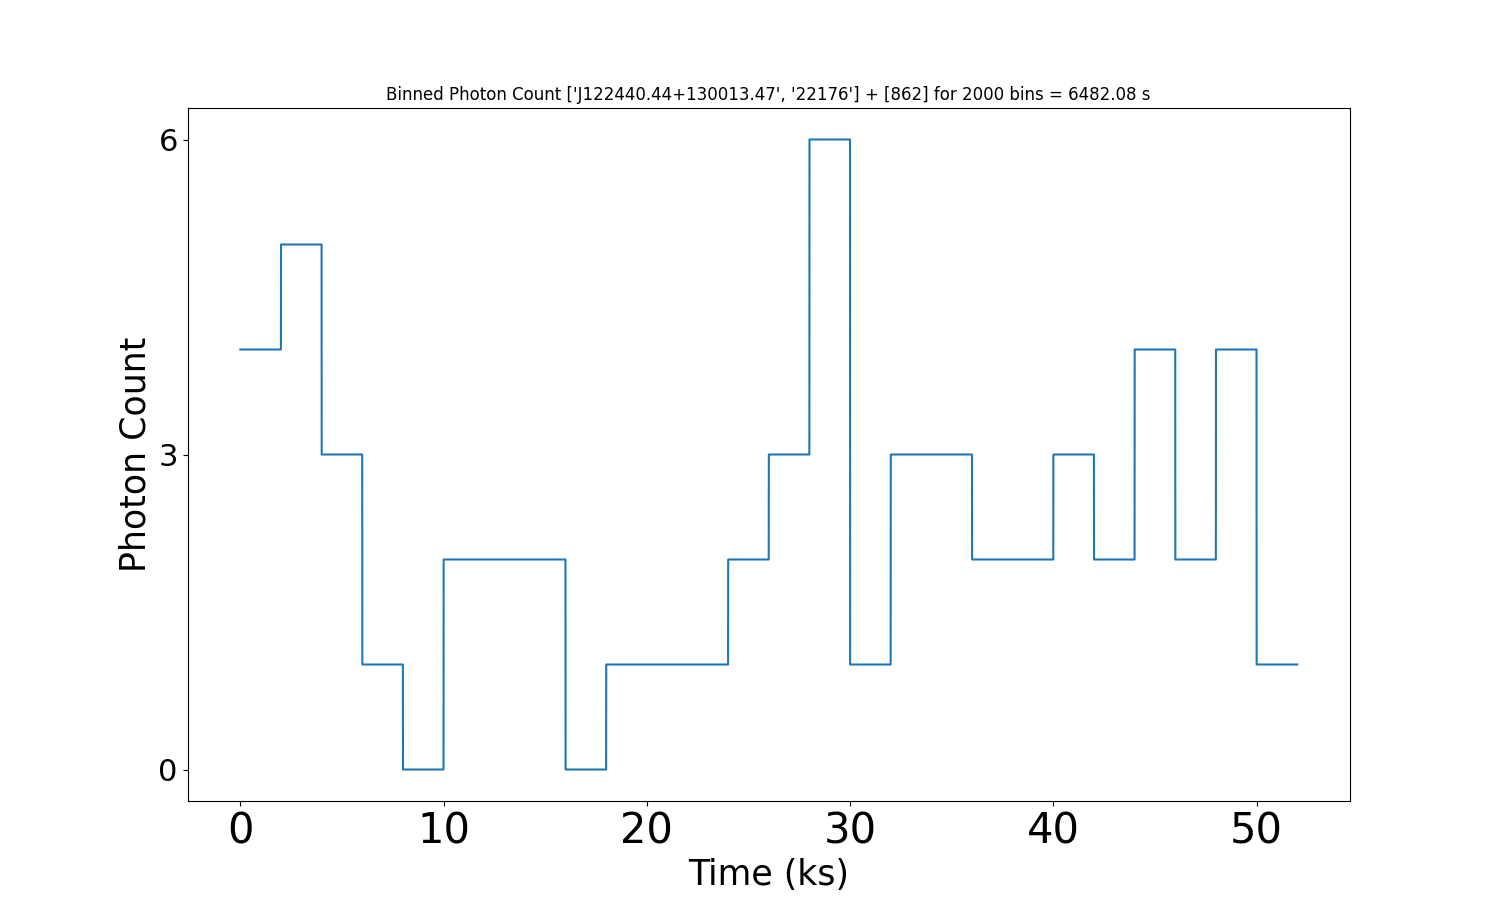 Binned Photon Count ['J122440.44+130013.47', '22176'] + [862] for 2000 bins = 6482.08 s
6
3
0
Photon Count
0 10 20 30 40 50
Time (ks)